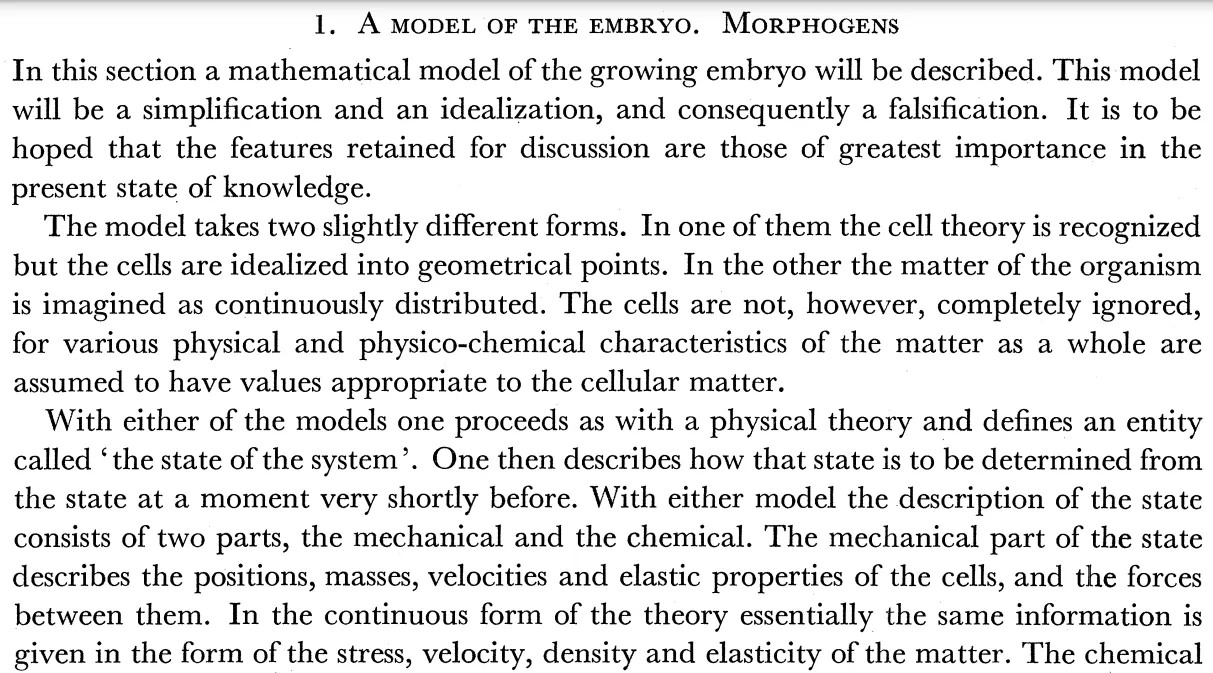 1. A MODEL OF THE EMBRYO. MORPHOGENS
In this section a mathematical model of the growing embryo will be described. This model
will be a simplification and an idealization, and consequently a falsification. It is to be
hoped that the features retained for discussion are those of greatest importance in the
present state of knowledge.
The model takes two slightly different forms. In one of them the cell theory is recognized
but the cells are idealized into geometrical points. In the other the matter of the organism
is imagined as continuously distributed. The cells are not, however, completely ignored,
for various physical and physico-chemical characteristics of the matter as a whole are
assumed to have values appropriate to the cellular matter.
With either of the models one proceeds as with a physical theory and defines an entity
called ‘the state of the system’. One then describes how that state is to be determined from
the state at a moment very shortly before. With either model the description of the state
consists of two parts, the mechanical and the chemical. The mechanical part of the state
describes the positions, masses, velocities and elastic properties of the cells, and the forces
between them. In the continuous form of the theory essentially the same information is
given in the form of the stress, velocity, density and elasticity of the matter. The chemical